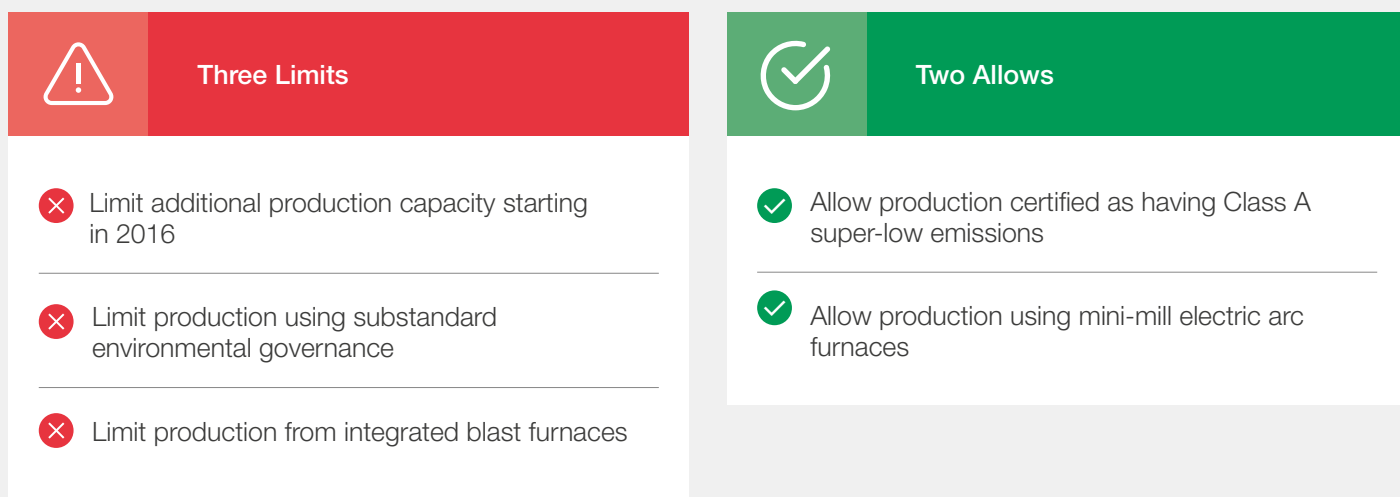 Three Limits
Limit additional production capacity starting
in 2016
Limit production using substandard
environmental governance
Limit production from integrated blast furnaces
Two Allows
Allow production certified as having Class A
super-low emissions
Allow production using mini-mill electric arc
furnaces